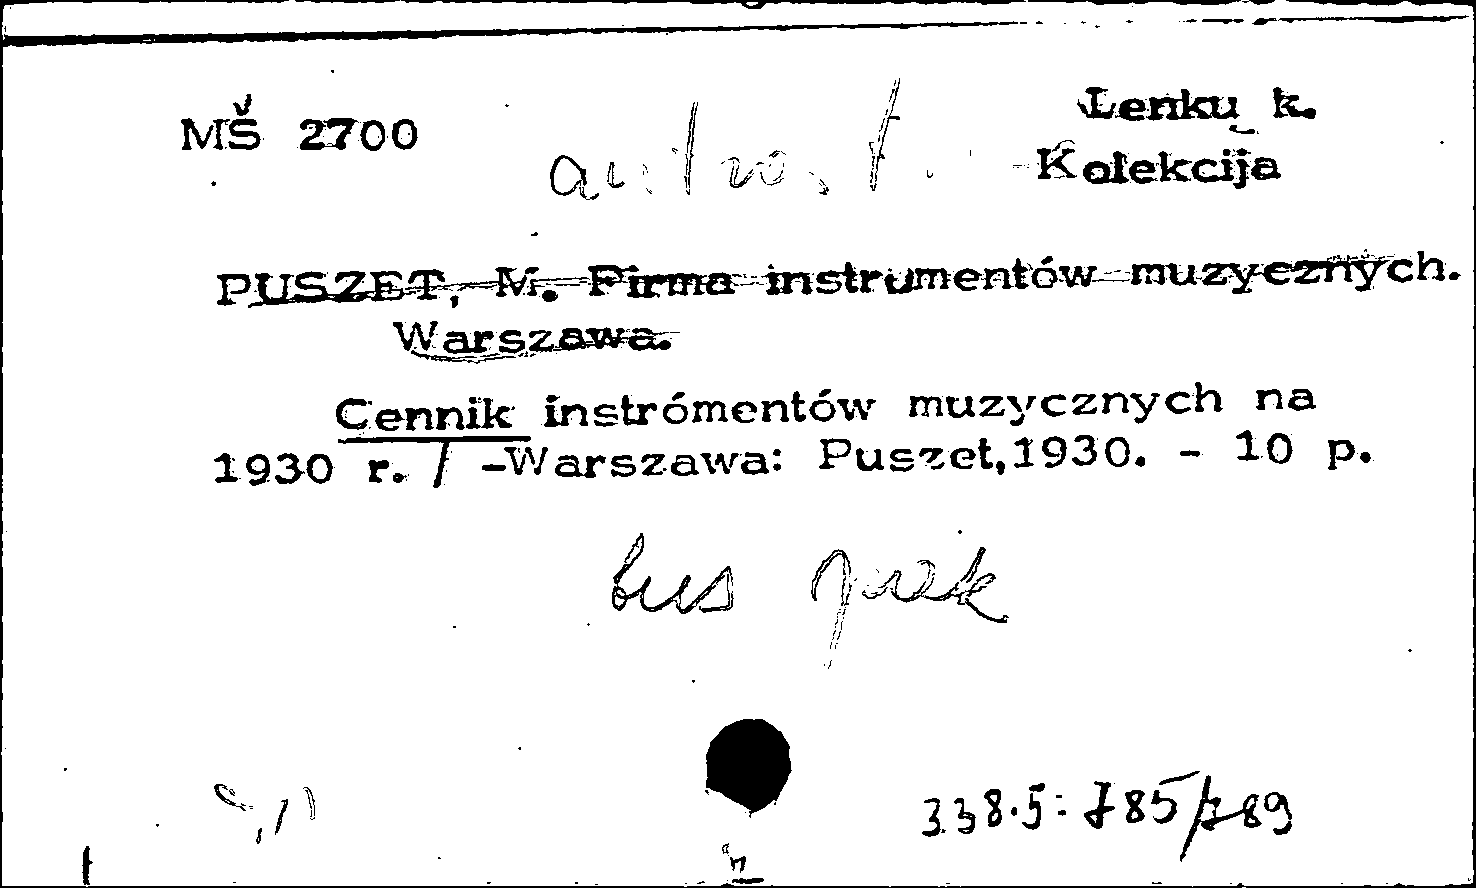 MŠ 2700
Lenkų k.
Kolekcija
PUSZET, M. Firma instrumentów muzycznych.
Warszawa.
Cennik instrómentów muzycznych na
1930 r. / -Warszawa: Puszet,1930. - 10 p.
338.5:785/789